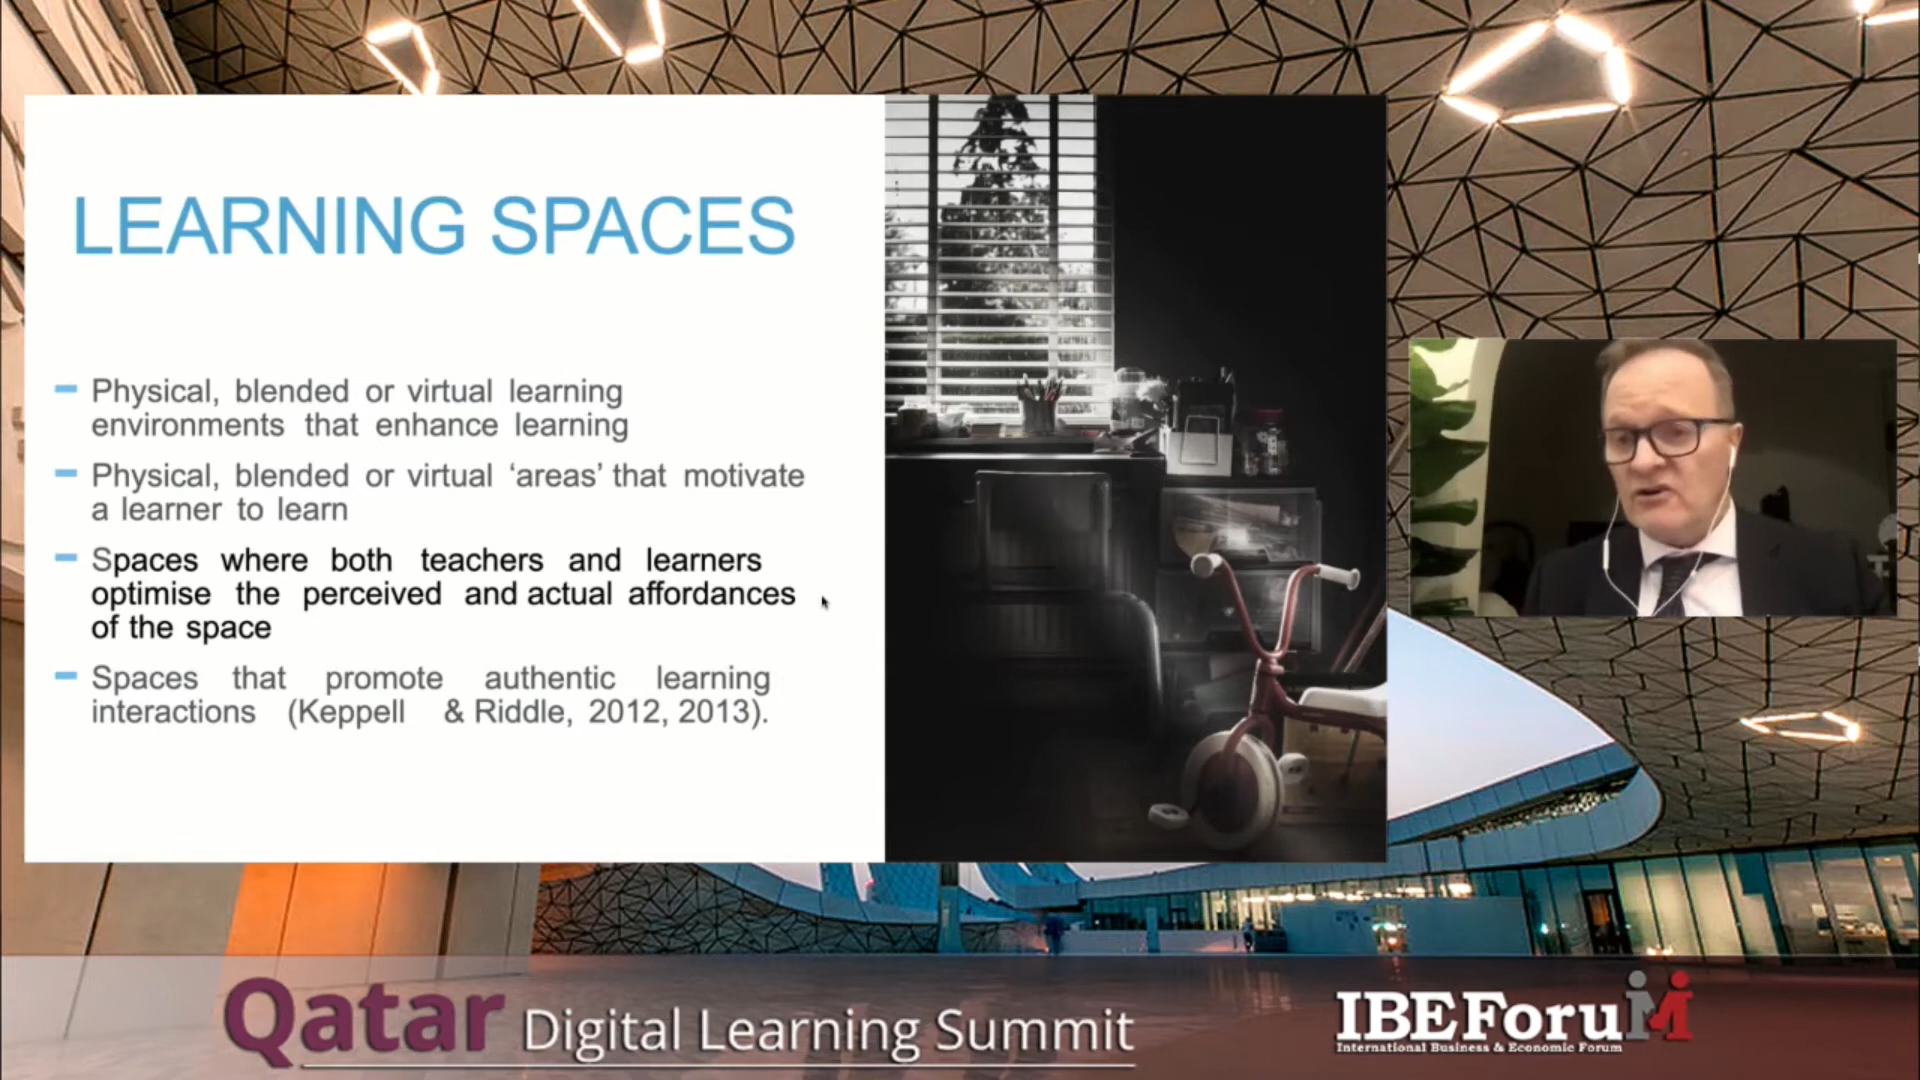 LEARNING SPACES
Physical, blended or virtual learning
environments that enhance learning
Physical, blended or virtual ‘areas’ that motivate
a learner to learn
Spaces where both teachers and learners
optimise the perceived and actual affordances
of the space
Spaces that promote authentic learning
interactions (Keppell & Riddle, 2012, 2013).
Qatar Digital Learning Summit
IBEForuM
International Business & Economic Forum